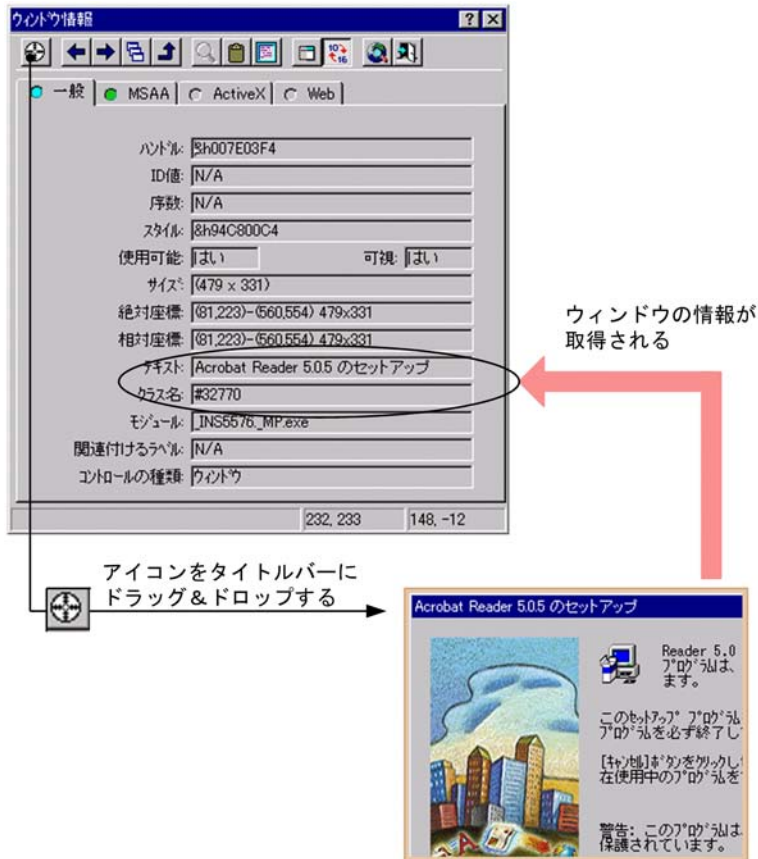 ウィンドウ情報
一般 MSAA ActiveX Web
ハンドル: &h007E03F4
ID値: N/A
序数: N/A
スタイル: &h94C800C4
使用可能: はい 可視: はい
サイズ: (479 x 331)
絶対座標: (81,223)-(560,554) 479x331
相対座標: (81,223)-(560,554) 479x331
テキスト: Acrobat Reader 5.0.5 のセットアップ
クラス名: #32770
モジュール: _INS5576._MP.exe
関連付けるラベル: N/A
コントロールの種類: ウィンドウ
232, 233 148, -12
ウィンドウの情報が
取得される
アイコンをタイトルバーに
ドラッグ&ドロップする
Acrobat Reader 5.0.5 のセットアップ
Reader 5.0
プログラムは、
ます。
このセットアップ プログラム
プログラムを必ず終了し
[キャンセル]ボタンをクリックし
在使用中のプログラムを
警告: このプログラムは
保護されています。